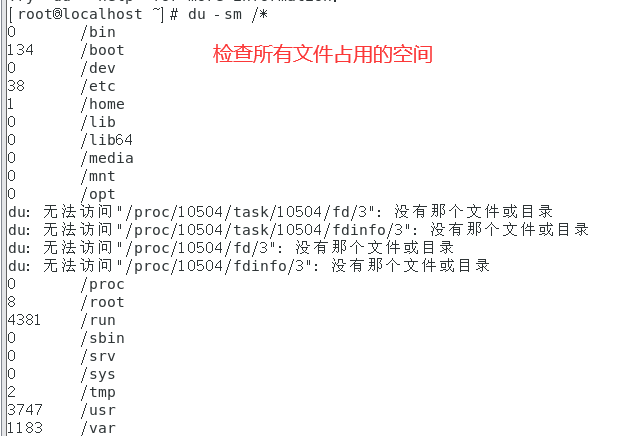 [root@localhost ~]# du -sm /*
0 /bin
134 /boot
检查所有文件占用的空间
0 /dev
38 /etc
1 /home
0 /lib
0 /lib64
0 /media
0 /mnt
0 /opt
du: 无法访问"/proc/10504/task/10504/fd/3": 没有那个文件或目录
du: 无法访问"/proc/10504/task/10504/fdinfo/3": 没有那个文件或目录
du: 无法访问"/proc/10504/fd/3": 没有那个文件或目录
du: 无法访问"/proc/10504/fdinfo/3": 没有那个文件或目录
0 /proc
8 /root
4381 /run
0 /sbin
0 /srv
0 /sys
2 /tmp
3747 /usr
1183 /var